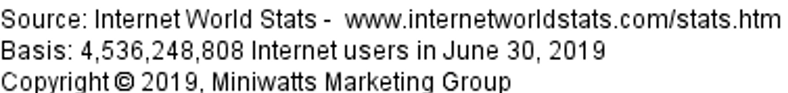 Source: Internet World Stats - www.internetworldstats.com/stats.htm
Basis: 4,536,248,808 Internet users in June 30, 2019
Copyright © 2019, Miniwatts Marketing Group